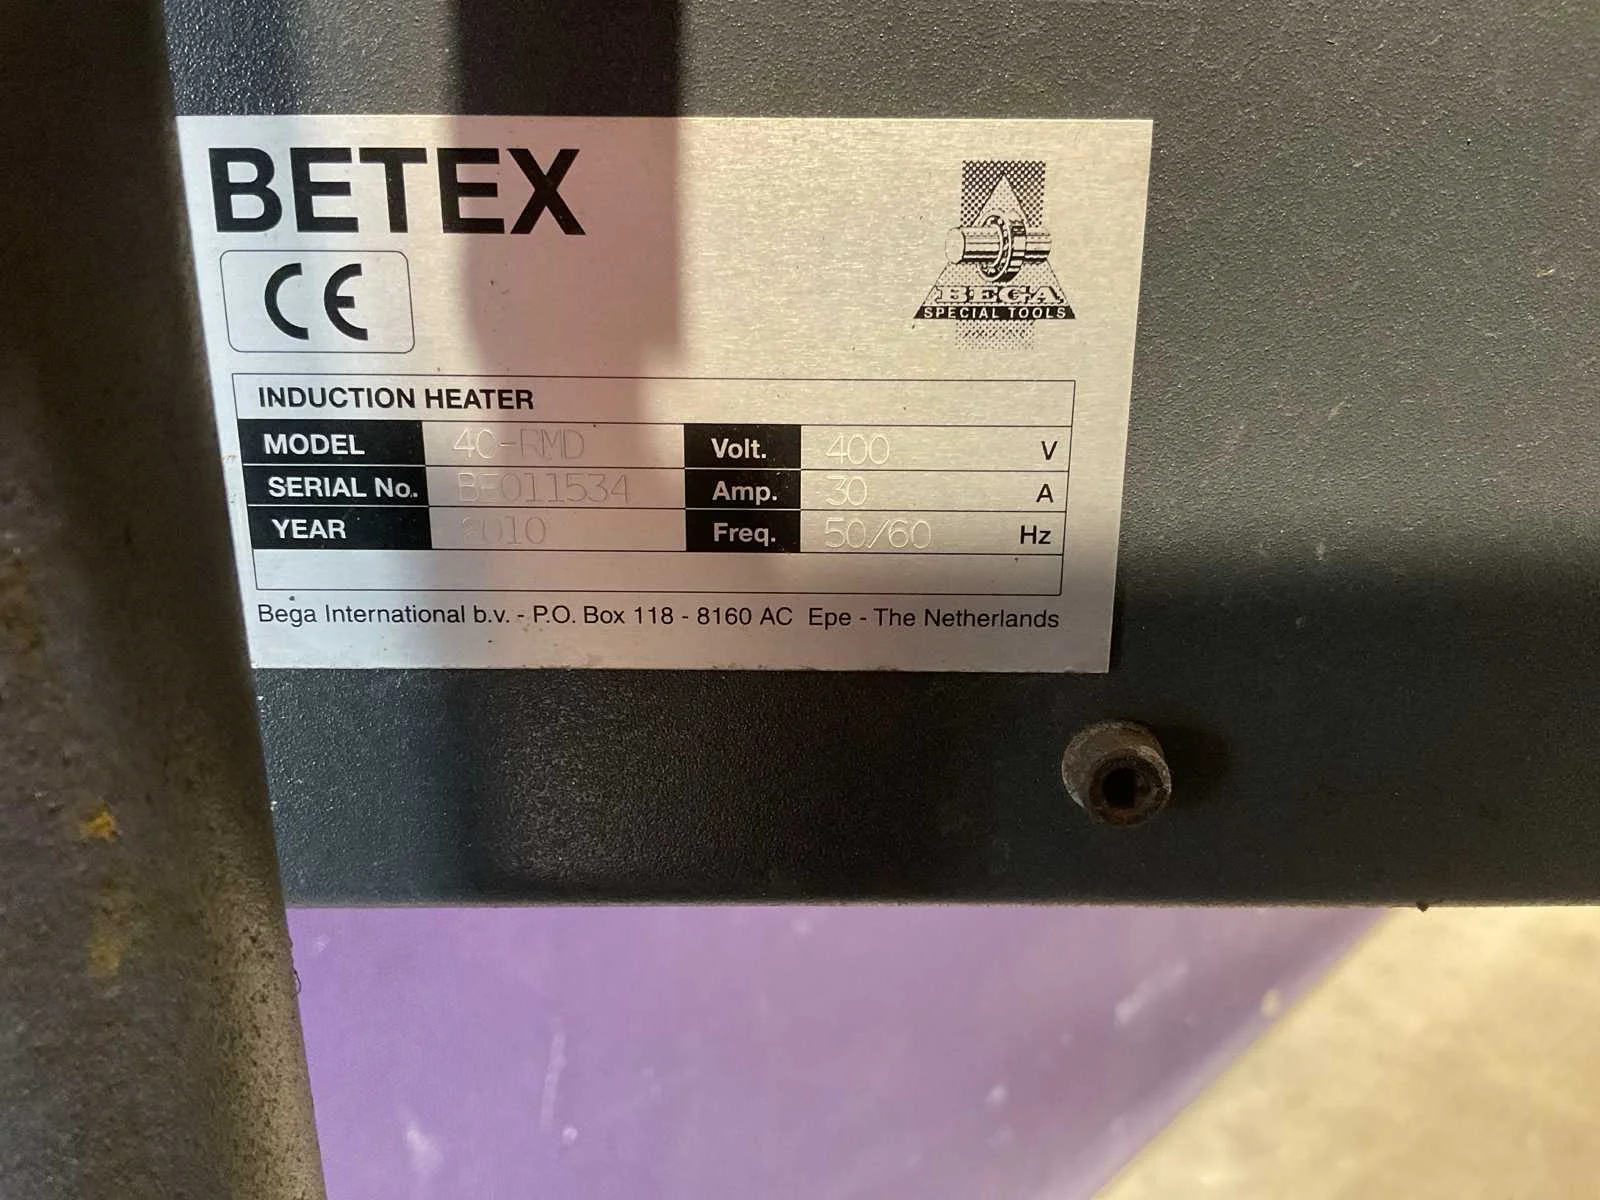 BETEX
CE
BEGA
SPECIAL TOOLS
INDUCTION HEATER
MODEL 40-RMD Volt. 400 V
SERIAL No. BE011534 Amp. 30 A
YEAR 2010 Freq. 50/60 Hz
Bega International b.v. - P.O. Box 118 - 8160 AC Epe - The Netherlands